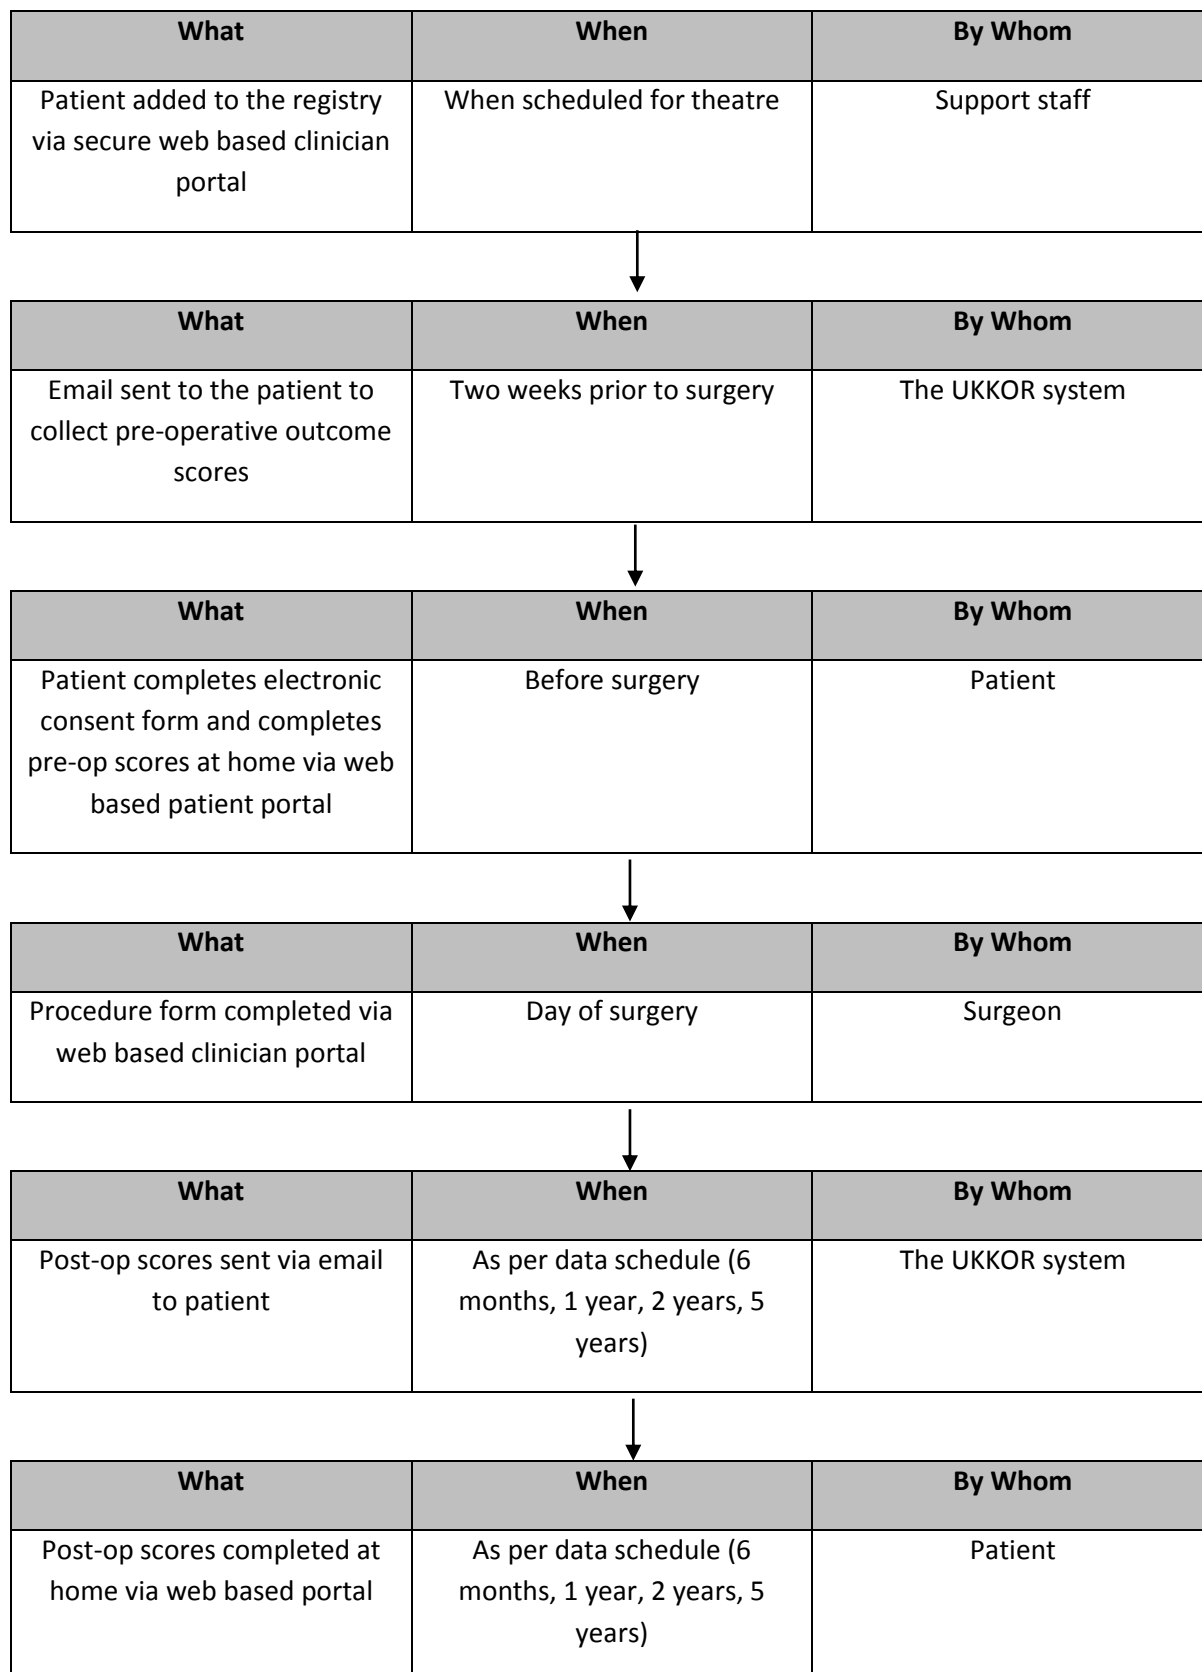 What When By Whom
Patient added to the registry When scheduled for theatre Support staff
via secure web based clinician
portal
What When By Whom
Email sent to the patient to Two weeks prior to surgery The UKKOR system
collect pre-operative outcome
scores
What When By Whom
Patient completes electronic Before surgery Patient
consent form and completes
pre-op scores at home via web
based patient portal
What When By Whom
Procedure form completed via Day of surgery Surgeon
web based clinician portal
What When By Whom
Post-op scores sent via email As per data schedule (6 The UKKOR system
to patient months, 1 year, 2 years, 5
years)
What When By Whom
Post-op scores completed at As per data schedule (6 Patient
home via web based portal months, 1 year, 2 years, 5
years)